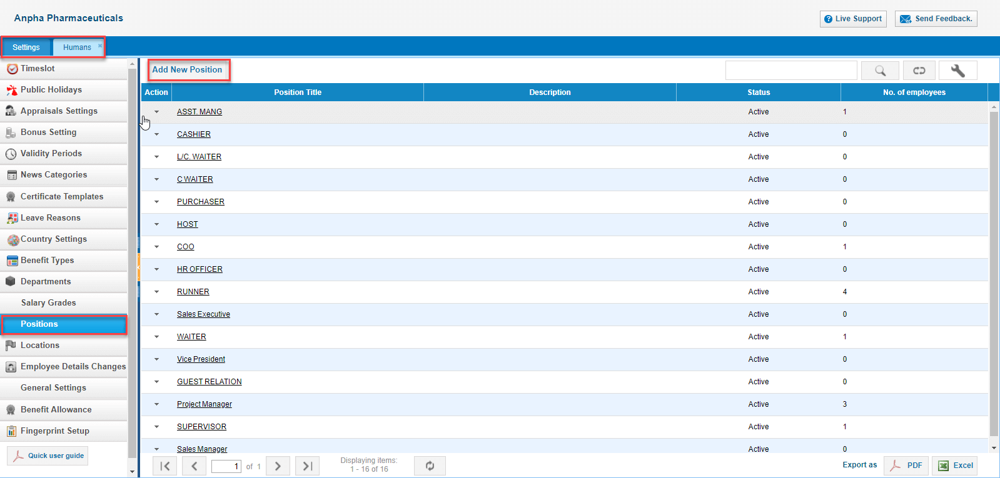 Anpha Pharmaceuticals
Live Support
Send Feedback.
Settings
Humans
Timeslot
Public Holidays
Appraisals Settings
Bonus Setting
Validity Periods
News Categories
Certificate Templates
Leave Reasons
Country Settings
Benefit Types
Departments
Salary Grades
Positions
Locations
Employee Details Changes
General Settings
Benefit Allowance
Fingerprint Setup
Quick user guide
Add New Position
Action Position Title Description Status No. of employees
ASST. MANG Active 1
CASHIER Active 0
L/C. WAITER Active 0
C WAITER Active 0
PURCHASER Active 0
HOST Active 0
COO Active 1
HR OFFICER Active 0
RUNNER Active 4
Sales Executive Active 0
WAITER Active 1
Vice President Active 0
GUEST RELATION Active 0
Project Manager Active 3
SUPERVISOR Active 1
Sales Manager Active 0
1 of 1
Displaying items:
1 - 16 of 16
Export as
PDF
Excel